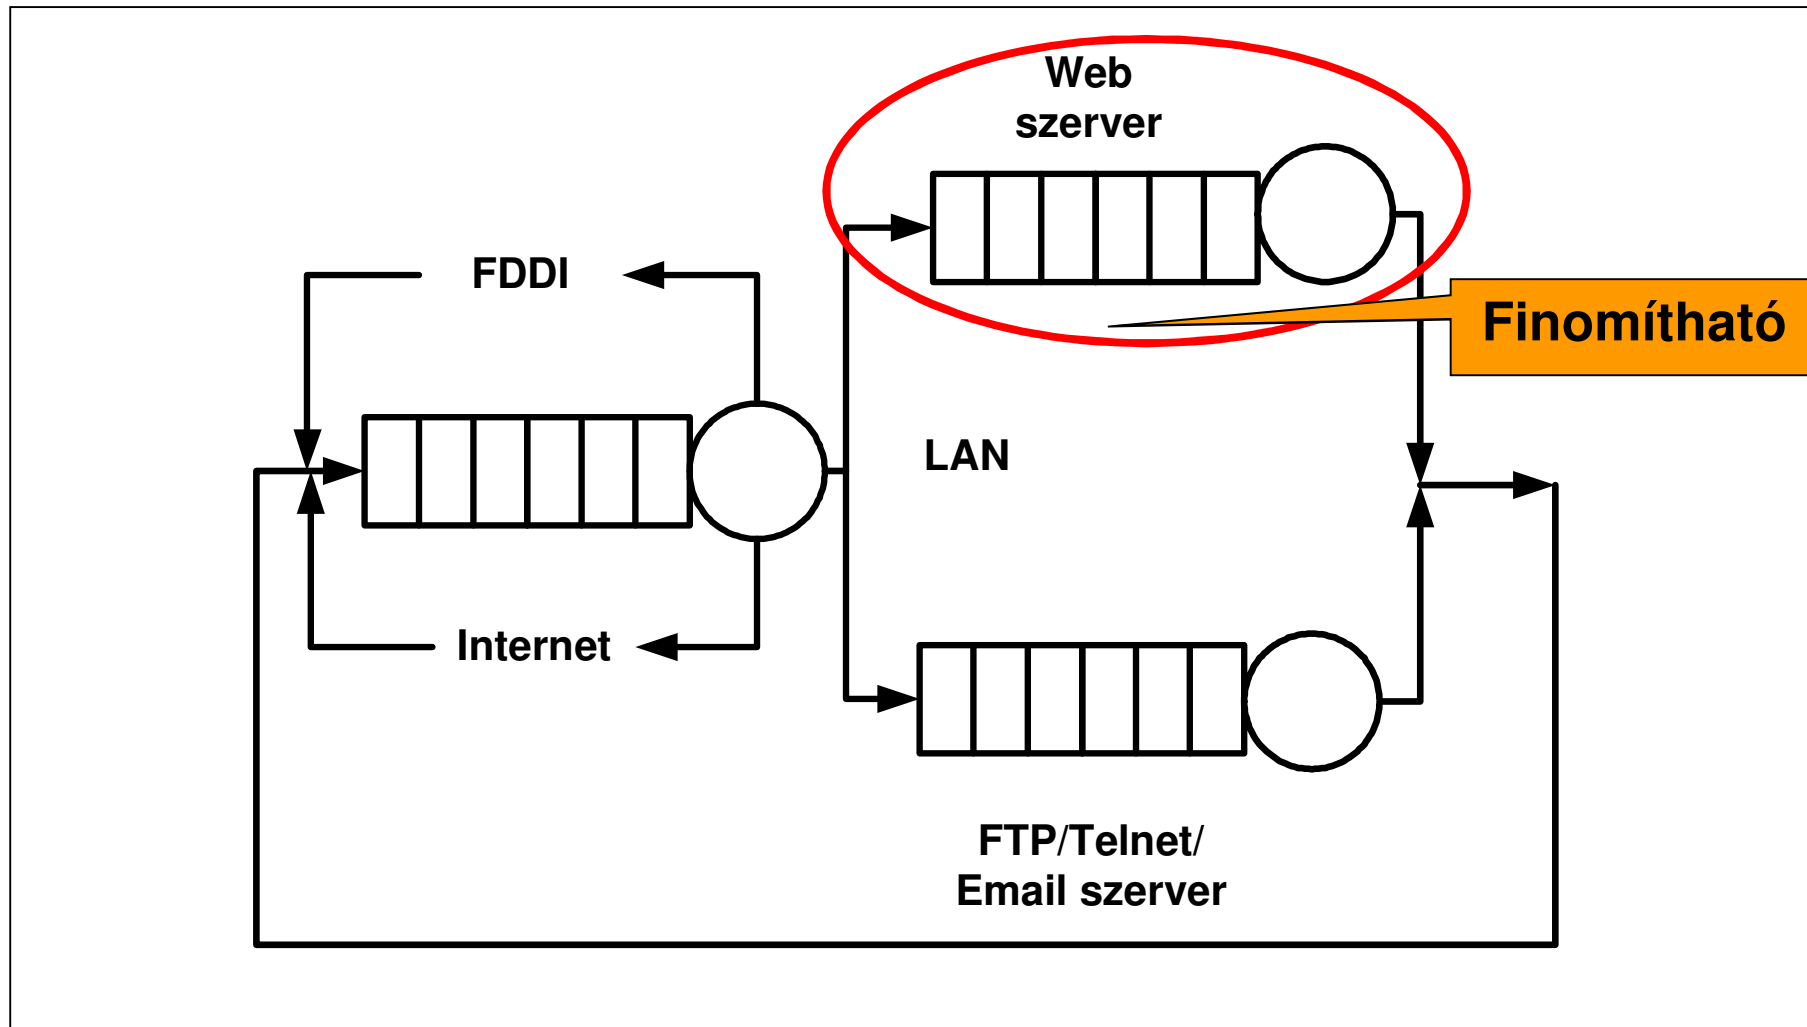 Web
szerver
FDDI
Finomítható
LAN
Internet
FTP/Telnet/
Email szerver